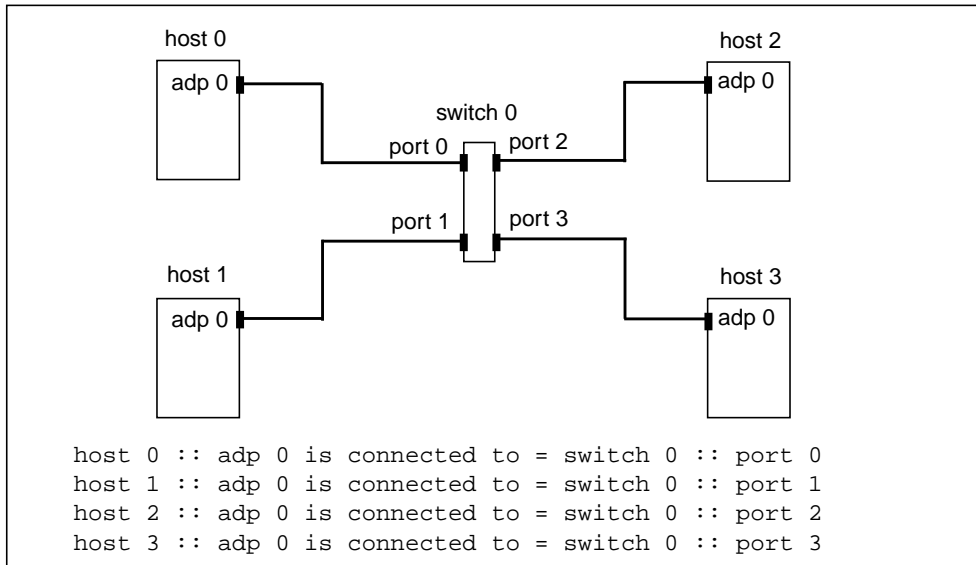 host 0
host 2
adp 0
adp 0
switch 0
port 0
port 2
port 1
port 3
host 1
host 3
adp 0
adp 0
host 0 :: adp 0 is connected to = switch 0 :: port 0
host 1 :: adp 0 is connected to = switch 0 :: port 1
host 2 :: adp 0 is connected to = switch 0 :: port 2
host 3 :: adp 0 is connected to = switch 0 :: port 3